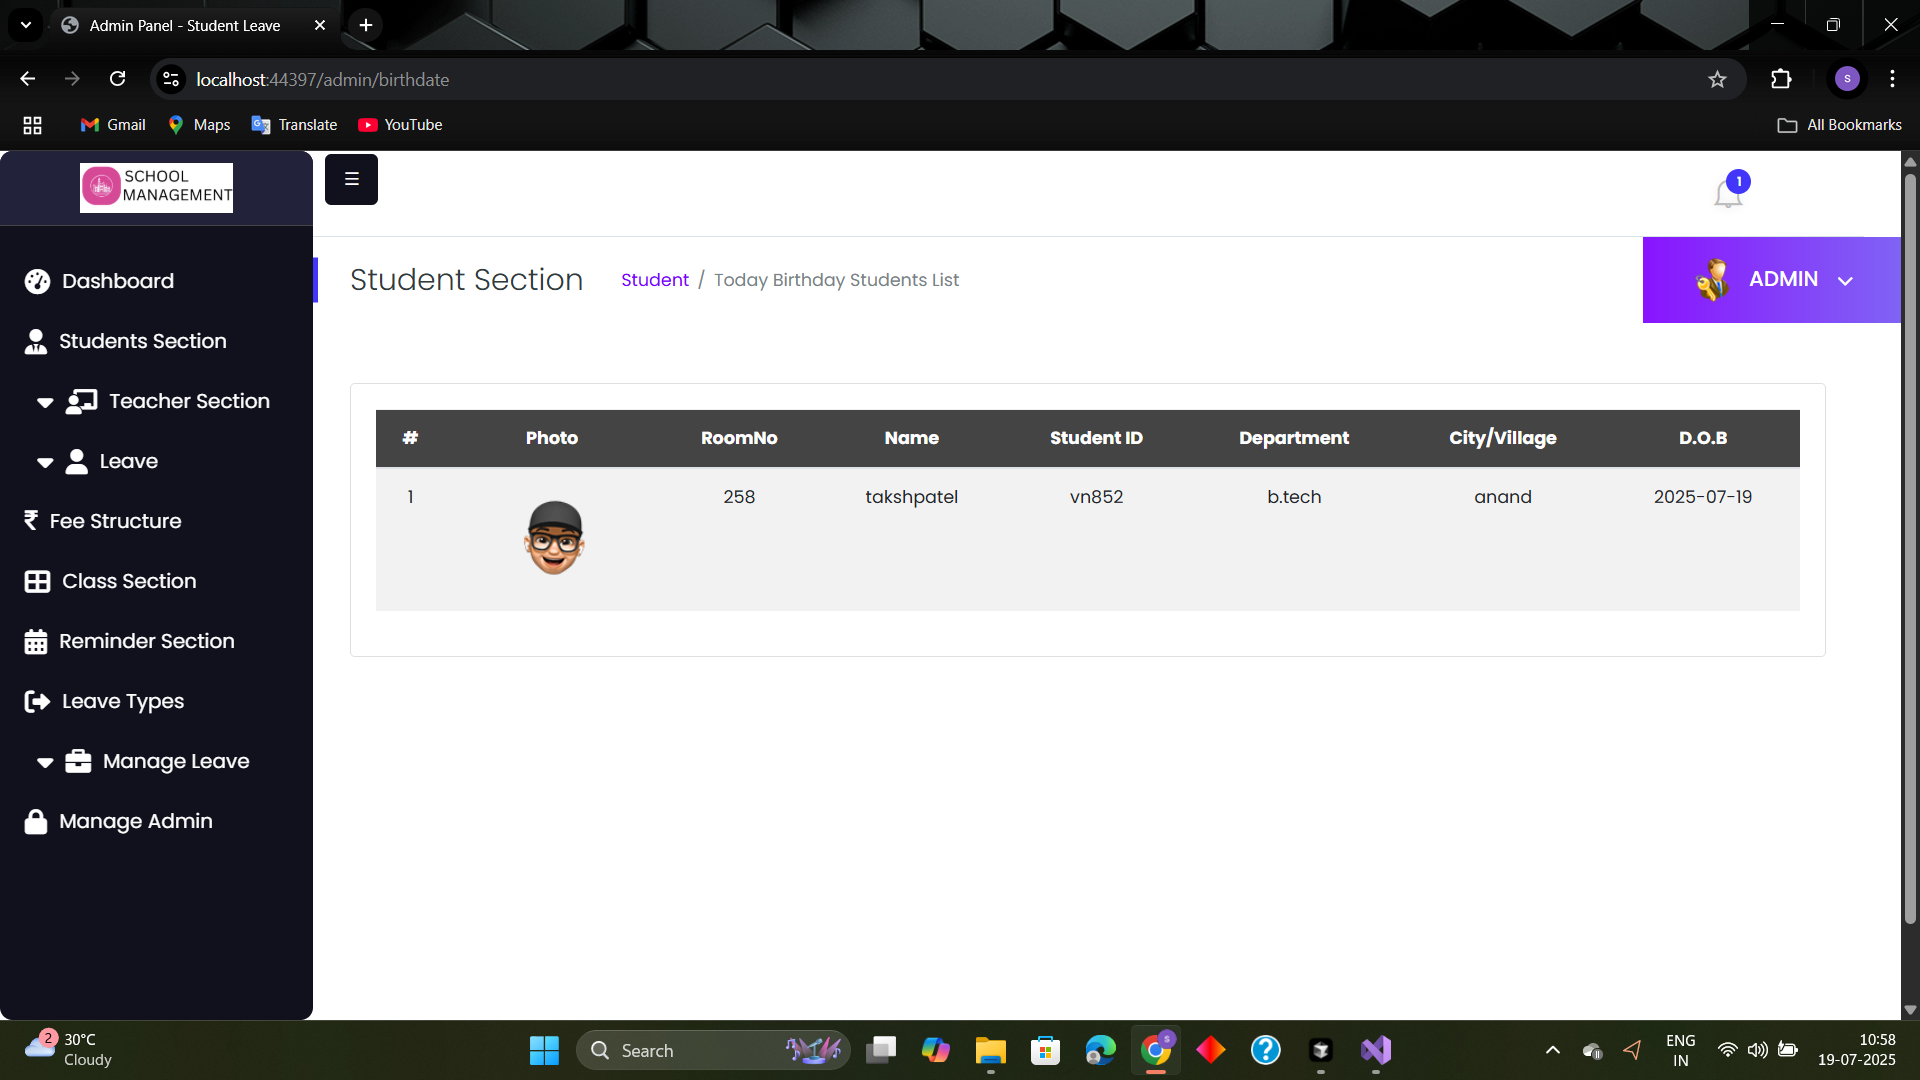 Admin Panel - Student Leave
localhost:44397/admin/birthdate
S
Gmail
Maps
Translate
YouTube
All Bookmarks
SCHOOL
MANAGEMENT
☰
1
Dashboard
Students Section
Teacher Section
Leave
₹ Fee Structure
Class Section
Reminder Section
Leave Types
Manage Leave
Manage Admin
Student Section
Student / Today Birthday Students List
ADMIN
# Photo RoomNo Name Student ID Department City/Village D.O.B
1 258 takshpatel vn852 b.tech anand 2025-07-19
2
30°C
Cloudy
Search
S
?
ENG
IN
10:58
19-07-2025